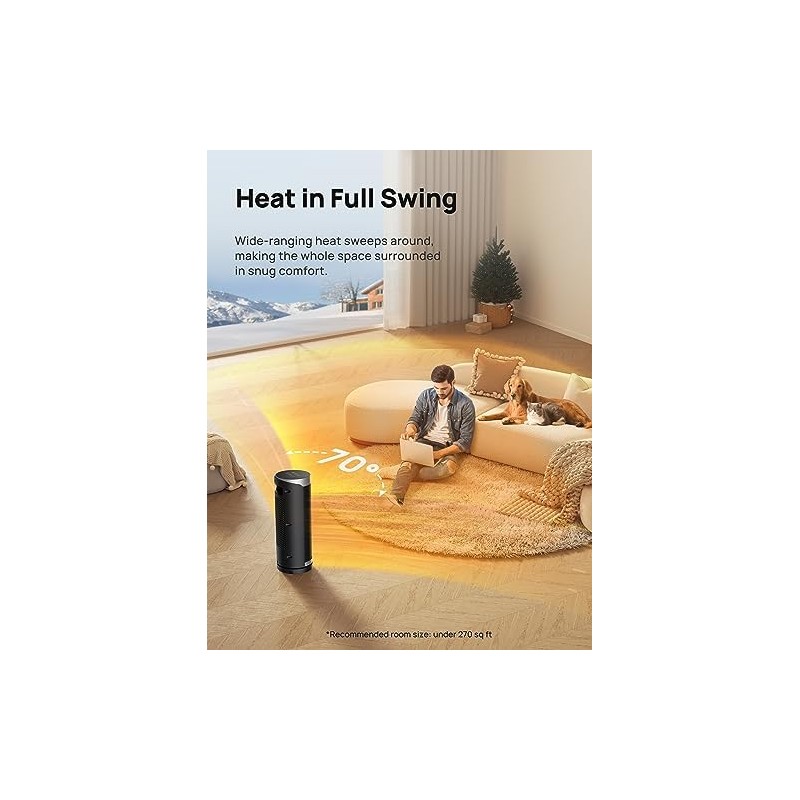 Heat in Full Swing
Wide-ranging heat sweeps around,
making the whole space surrounded
in snug comfort.
70°
*Recommended room size: under 270 sq ft